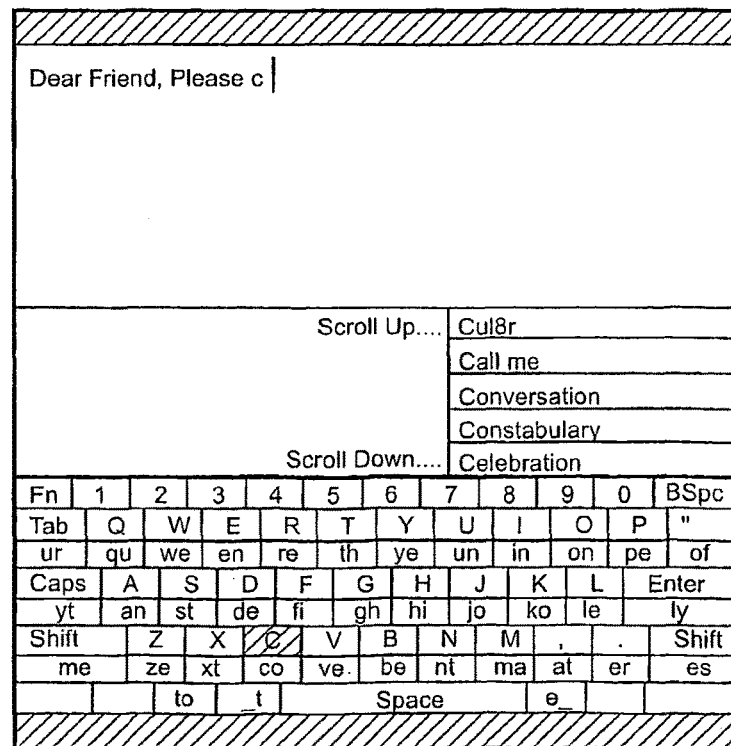 Dear Friend, Please c
Scroll Up.... Cul8r
Call me
Conversation
Constabulary
Scroll Down.... Celebration
Fn 1 2 3 4 5 6 7 8 9 0 BSpc
Tab Q W E R T Y U I O P "
ur qu we en re th ye un in on pe of
Caps A S D F G H J K L Enter
yt an st de fi gh hi jo ko le ly
Shift Z X C V B N M , . Shift
me ze xt co ve. be nt ma at er es
to _t Space e_